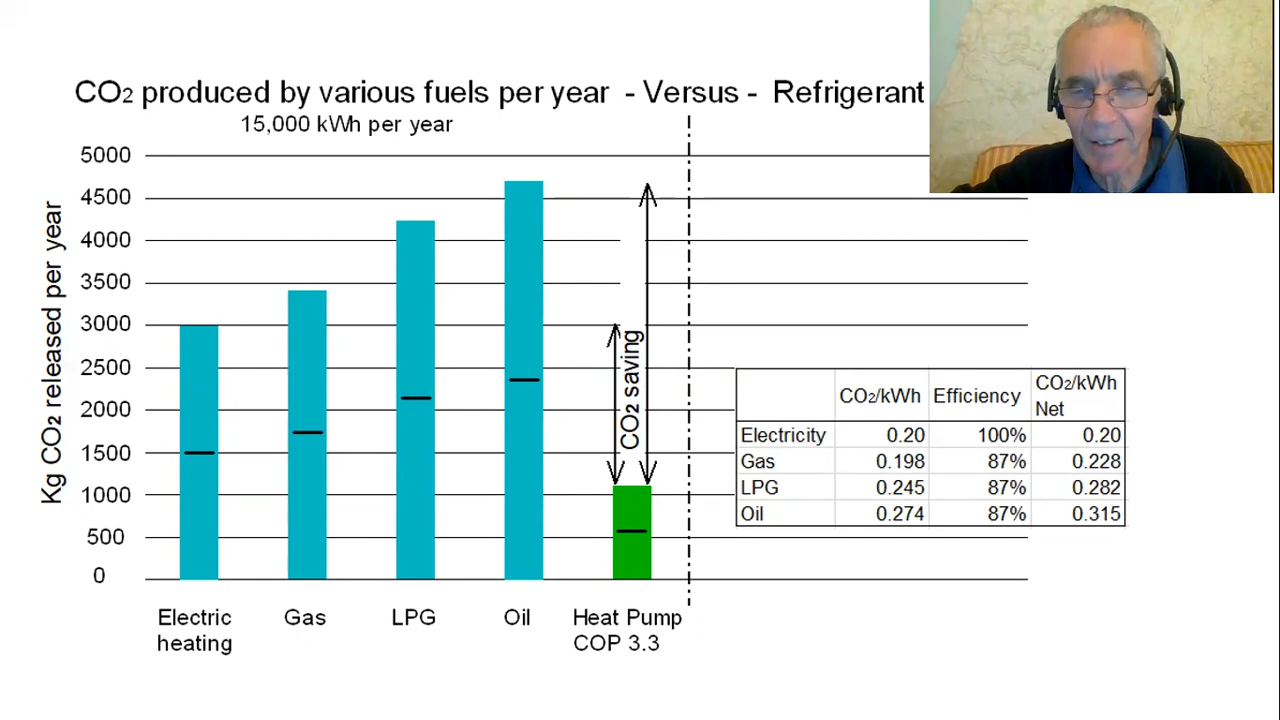 CO₂ produced by various fuels per year - Versus - Refrigerant
15,000 kWh per year
5000
4500
4000
3500
3000
2500
2000
1500
1000
500
0
Kg CO₂ released per year
CO₂ saving
Electric
heating
Gas
LPG
Oil
Heat Pump
COP 3.3
CO₂/kWh Efficiency CO₂/kWh
Net
Electricity 0.20 100% 0.20
Gas 0.198 87% 0.228
LPG 0.245 87% 0.282
Oil 0.274 87% 0.315